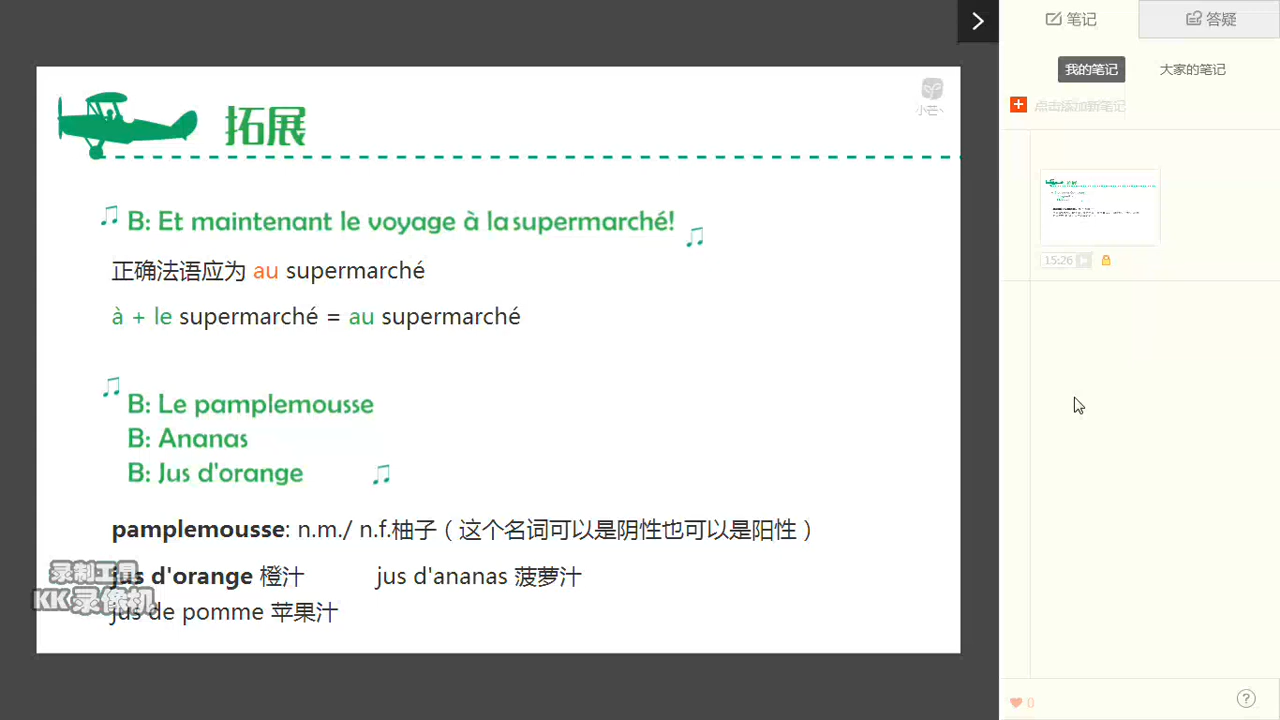 笔记
答疑
我的笔记
大家的笔记
点击添加新笔记
拓展
B: Et maintenant le voyage à la supermarché!
正确法语应为 au supermarché
à + le supermarché = au supermarché
B: Le pamplemousse
B: Ananas
B: Jus d'orange
pamplemousse: n.m./ n.f.柚子（这个名词可以是阴性也可以是阳性）
jus d'orange 橙汁 jus d'ananas 菠萝汁
jus de pomme 苹果汁
录制工具
KK录像机
15:26
0